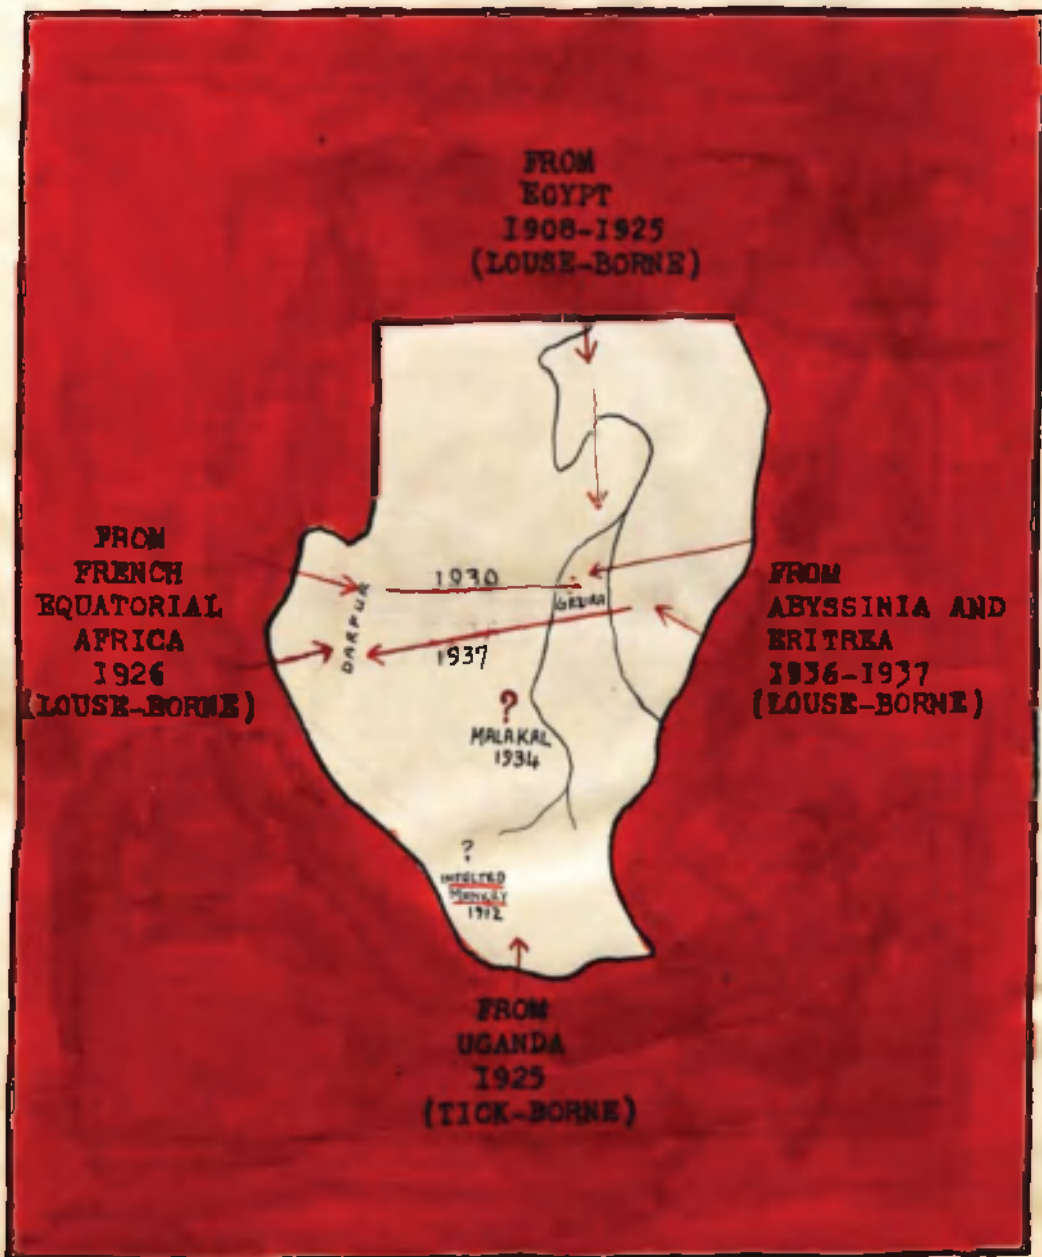 FROM
EGYPT
1908-1925
(LOUSE-BORNE)
FROM
FRENCH
EQUATORIAL
AFRICA
1926
(LOUSE-BORNE)
DARFUR
1930
1937
GEZIRA
FROM
ABYSSINIA AND
ERITREA
1936-1937
(LOUSE-BORNE)
?
MALAKAL
1934
?
INFECTED
MONKEY
1912
FROM
UGANDA
1925
(TICK-BORNE)